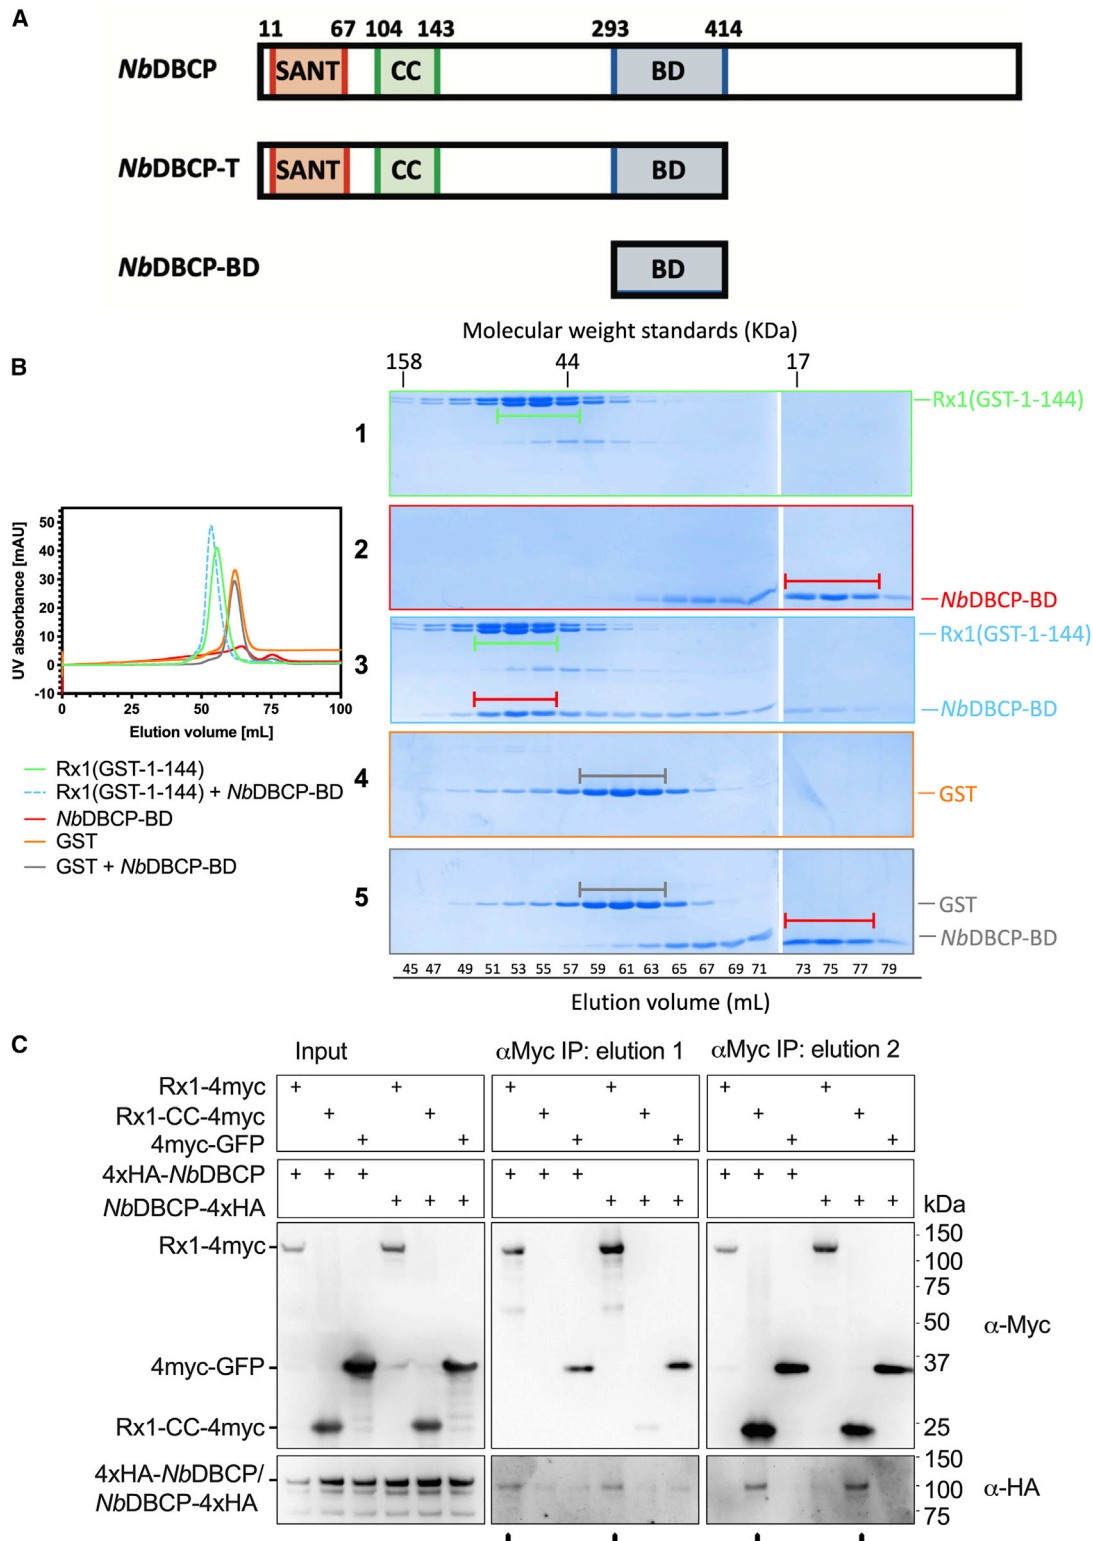 A
11 67 104 143 293 414
NbDBCP SANT CC BD
NbDBCP-T SANT CC BD
NbDBCP-BD BD
B
Molecular weight standards (KDa)
158 44 17
1 Rx1(GST-1-144)
2 NbDBCP-BD
3 Rx1(GST-1-144)
NbDBCP-BD
4 GST
5 GST
NbDBCP-BD
45 47 49 51 53 55 57 59 61 63 65 67 69 71 73 75 77 79
Elution volume (mL)
UV absorbance [mAU]
50
40
30
20
10
0
-10
0 25 50 75 100
Elution volume [mL]
Rx1(GST-1-144)
Rx1(GST-1-144) + NbDBCP-BD
NbDBCP-BD
GST
GST + NbDBCP-BD
C
Input αMyc IP: elution 1 αMyc IP: elution 2
Rx1-4myc + + + + + +
Rx1-CC-4myc + + + + + +
4myc-GFP + + + + + +
4xHA-NbDBCP + + + + + + + + +
NbDBCP-4xHA + + + + + + + + +
kDa
Rx1-4myc
4myc-GFP
Rx1-CC-4myc
150
100
75
50
37
25
α-Myc
4xHA-NbDBCP/
NbDBCP-4xHA
150
100
75
α-HA